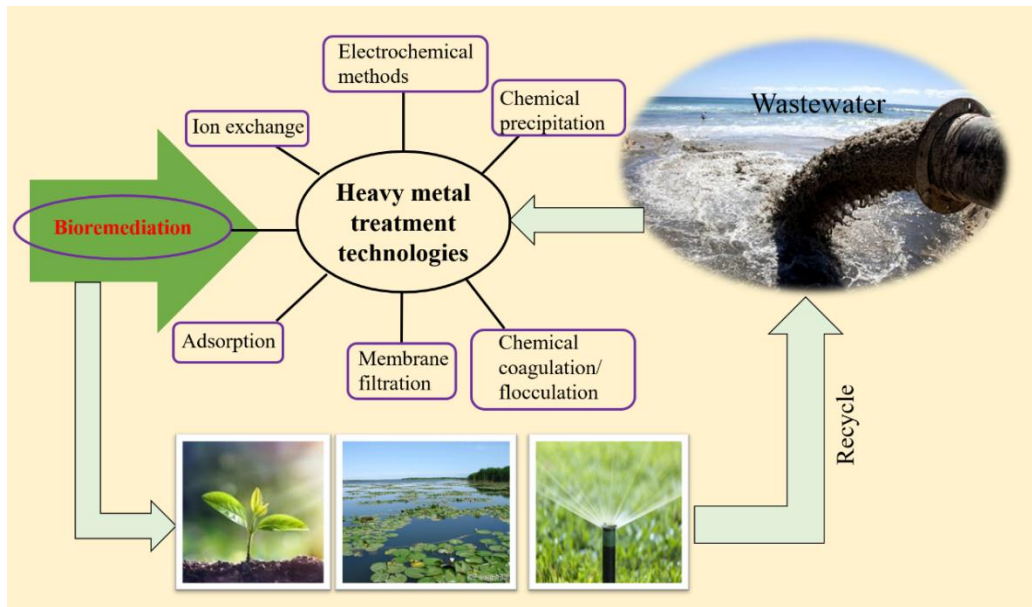 Electrochemical
methods
Chemical
precipitation
Wastewater
Ion exchange
Heavy metal
treatment
technologies
Bioremediation
Adsorption
Membrane
filtration
Chemical
coagulation/
flocculation
Recycle